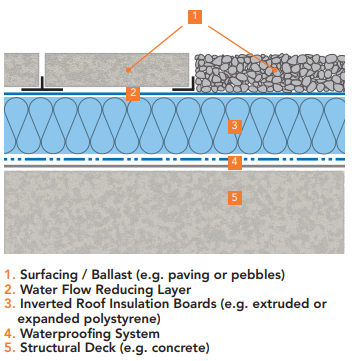 1
2
3
4
5
1. Surfacing / Ballast (e.g. paving or pebbles)
2. Water Flow Reducing Layer
3. Inverted Roof Insulation Boards (e.g. extruded or
expanded polystyrene)
4. Waterproofing System
5. Structural Deck (e.g. concrete)